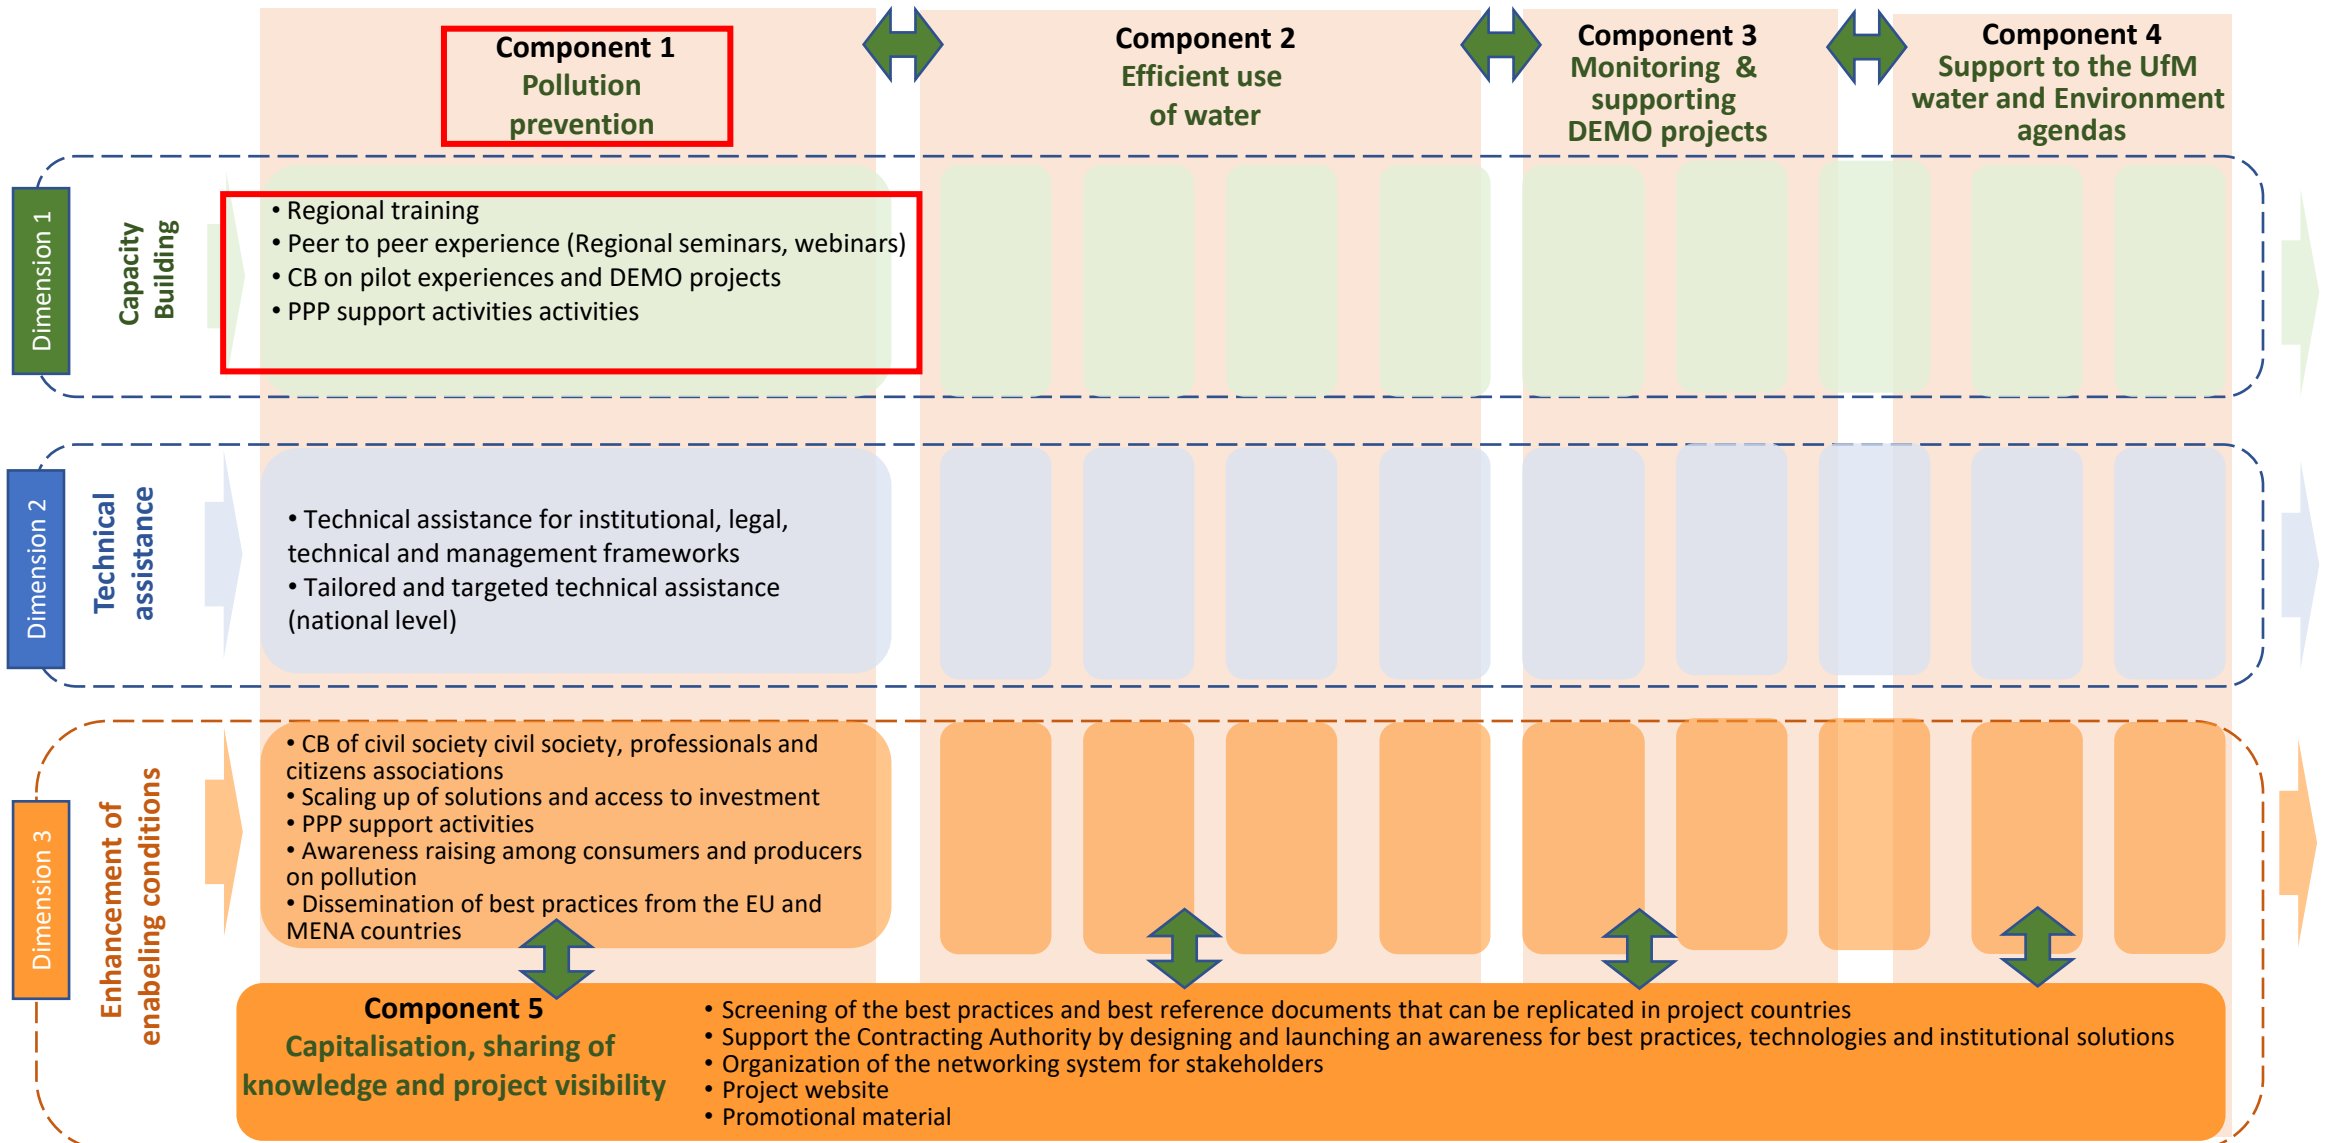 Component 1
Pollution
prevention
Component 2
Efficient use
of water
Component 3
Monitoring &
supporting
DEMO projects
Component 4
Support to the UfM
water and Environment
agendas
Dimension 1
Capacity
Building
• Regional training
• Peer to peer experience (Regional seminars, webinars)
• CB on pilot experiences and DEMO projects
• PPP support activities activities
Dimension 2
Technical
assistance
• Technical assistance for institutional, legal,
technical and management frameworks
• Tailored and targeted technical assistance
(national level)
Dimension 3
Enhancement of
enabeling conditions
• CB of civil society civil society, professionals and
citizens associations
• Scaling up of solutions and access to investment
• PPP support activities
• Awareness raising among consumers and producers
on pollution
• Dissemination of best practices from the EU and
MENA countries
Component 5
Capitalisation, sharing of
knowledge and project visibility
• Screening of the best practices and best reference documents that can be replicated in project countries
• Support the Contracting Authority by designing and launching an awareness for best practices, technologies and institutional solutions
• Organization of the networking system for stakeholders
• Project website
• Promotional material